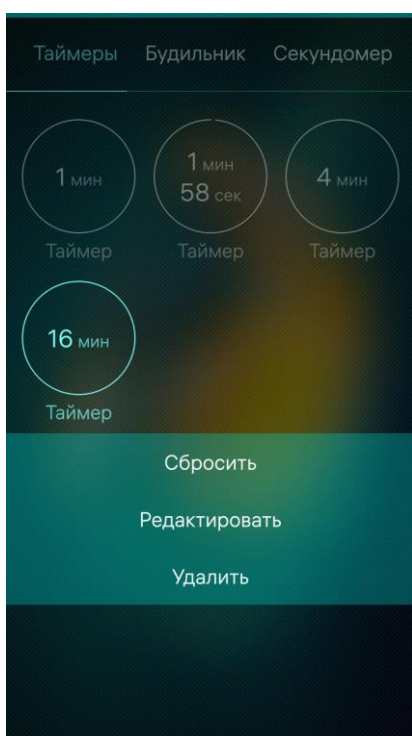 Таймеры Будильник Секундомер
1 мин
1 мин
58 сек
4 мин
Таймер Таймер Таймер
16 мин
Таймер
Сбросить
Редактировать
Удалить